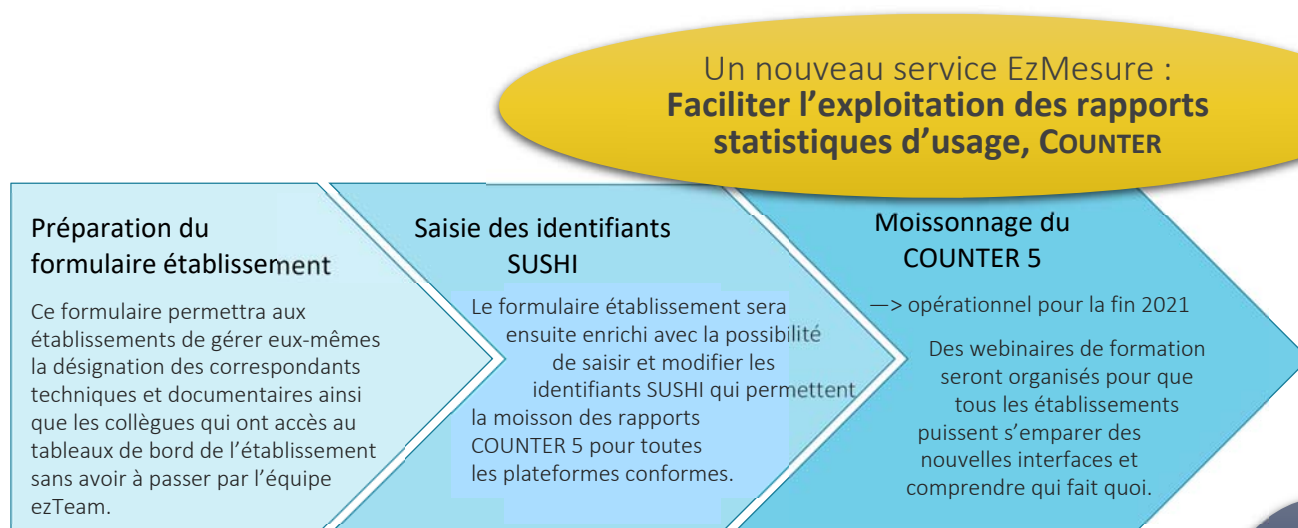 Un nouveau service EzMesure :
Faciliter l’exploitation des rapports
statistiques d’usage, COUNTER
Préparation du
formulaire établissement
Ce formulaire permettra aux
établissements de gérer eux-mêmes
la désignation des correspondants
techniques et documentaires ainsi
que les collègues qui ont accès au
tableaux de bord de l’établissement
sans avoir à passer par l’équipe
ezTeam.
Saisie des identifiants
SUSHI
Le formulaire établissement sera
ensuite enrichi avec la possibilité
de saisir et modifier les
identifiants SUSHI qui permettent
la moisson des rapports
COUNTER 5 pour toutes
les plateformes conformes.
Moissonnage du
COUNTER 5
—> opérationnel pour la fin 2021
Des webinaires de formation
seront organisés pour que
tous les établissements
puissent s’emparer des
nouvelles interfaces et
comprendre qui fait quoi.